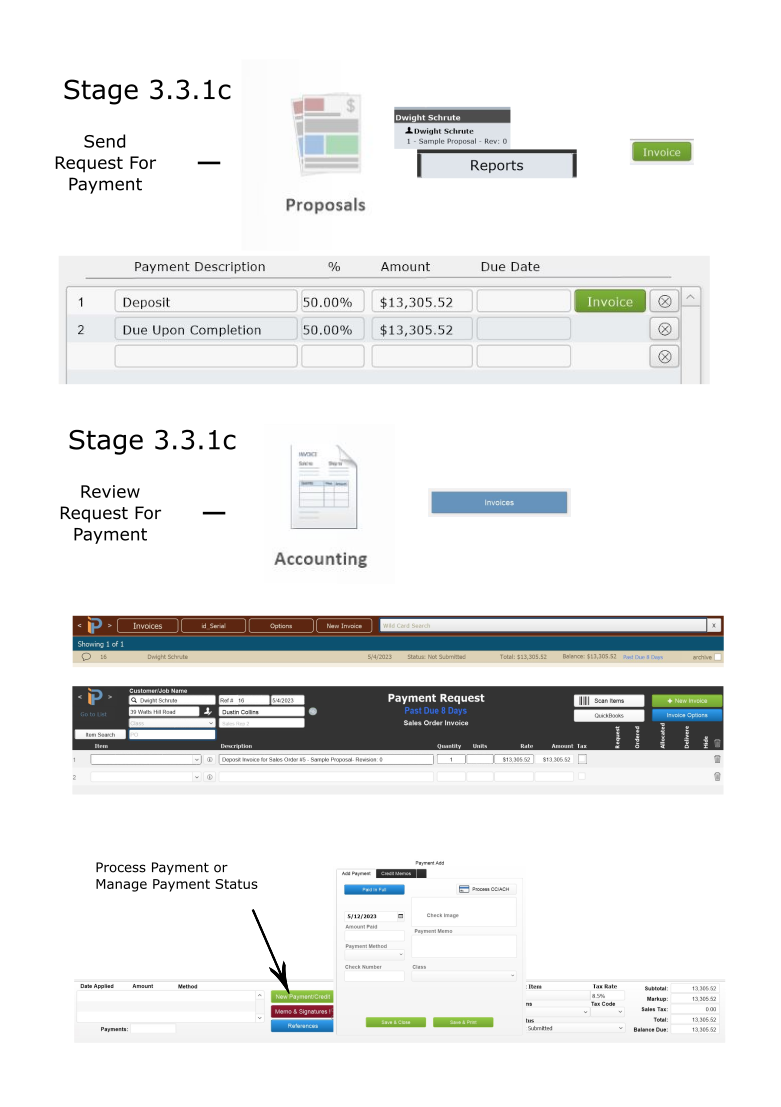 Stage 3.3.1c
Send
Request For
Payment
$
Proposals
Dwight Schrute
Dwight Schrute
1 - Sample Proposal - Rev: 0
Reports
Invoice
Payment Description % Amount Due Date
1 Deposit 50.00% $13,305.52 Invoice
2 Due Upon Completion 50.00% $13,305.52
Stage 3.3.1c
Review
Request For
Payment
INVOICE
Accounting
Invoices
< > Invoices id_Serial Options New Invoice Wild Card Search X
Showing 1 of 1
16 Dwight Schrute 5/4/2023 Status: Not Submitted Total: $13,305.52 Balance: $13,305.52 Past Due 8 Days archive
Customer/Job Name
< > Dwight Schrute Ref # 16 5/4/2023 Payment Request Scan Items + New Invoice
Go to List 39 Watts Hill Road Dustin Collins Past Due 8 Days QuickBooks Invoice Options
Class Sales Rep 2 Sales Order Invoice
Item Search PO Request Ordered Allocated Delivere Hide
Item Description Quantity Units Rate Amount Tax
1 Deposit Invoice for Sales Order #5 - Sample Proposal- Revision: 0 1 $13,305.52 $13,305.52
2
Process Payment or
Manage Payment Status
Payment Add
Add Payment Credit Memos
Paid In Full Process CC/ACH
5/12/2023 Check Image
Amount Paid
Payment Memo
Payment Method
Check Number Class
Save & Close Save & Print
Date Applied Amount Method
New Payment/Credit
Memo & Signatures
References
Payments:
Item Tax Rate
8.5%
ns Tax Code
tus
Submitted
Subtotal: 13,305.52
Markup: 13,305.52
Sales Tax: 0.00
Total: 13,305.52
Balance Due: 13,305.52